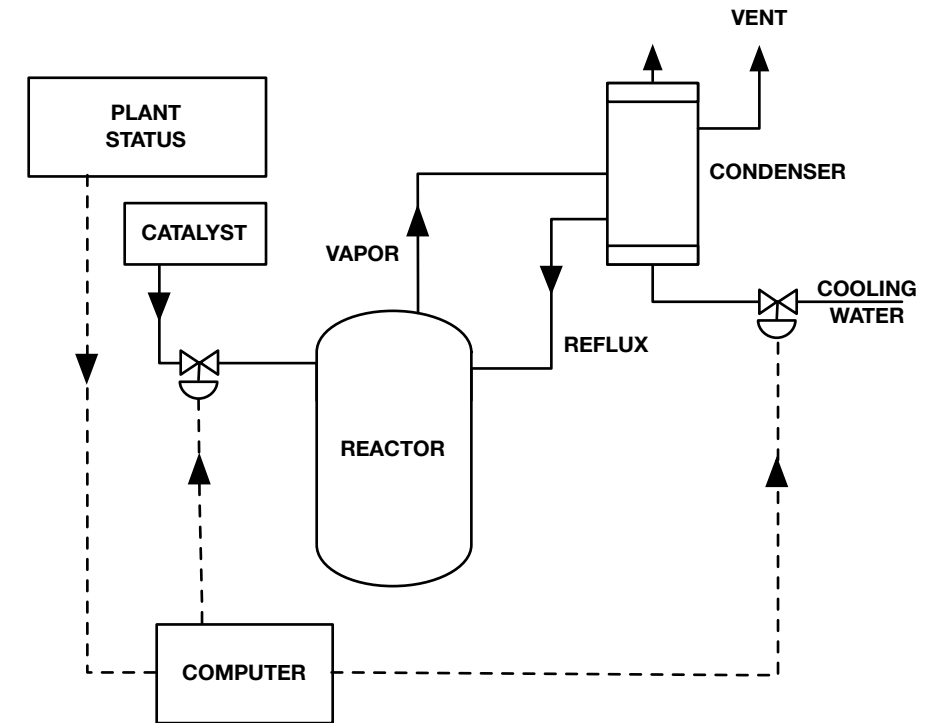 VENT
PLANT
STATUS
CONDENSER
CATALYST
VAPOR
COOLING
WATER
REFLUX
REACTOR
COMPUTER